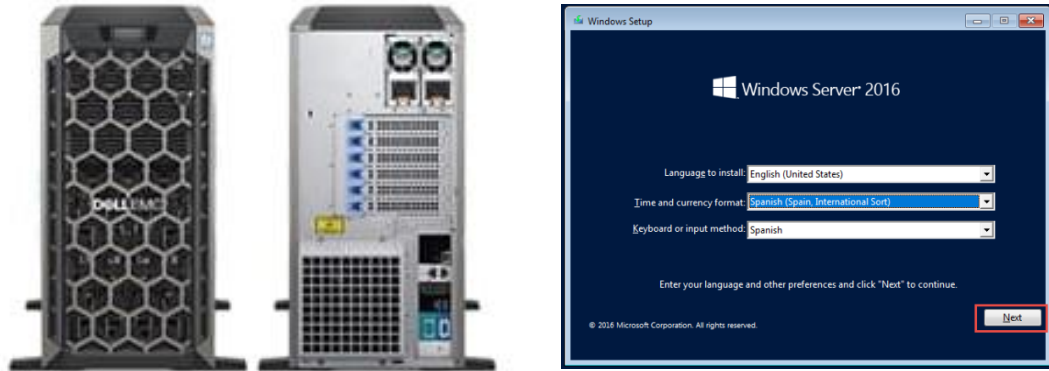 DELLEMC
Windows Setup
Windows Server 2016
Language to install: English (United States)
Time and currency format: Spanish (Spain, International Sort)
Keyboard or input method: Spanish
Enter your language and other preferences and click "Next" to continue.
© 2016 Microsoft Corporation. All rights reserved.
Next